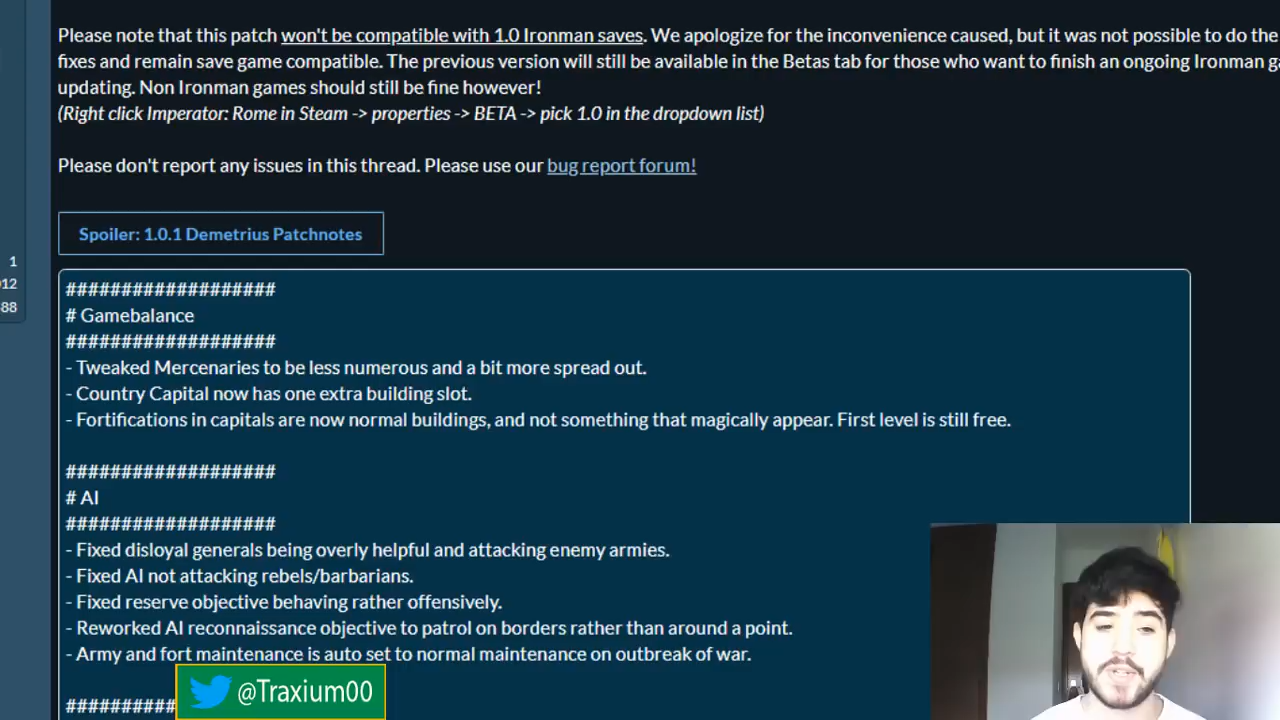 Please note that this patch won't be compatible with 1.0 Ironman saves. We apologize for the inconvenience caused, but it was not possible to do the
fixes and remain save game compatible. The previous version will still be available in the Betas tab for those who want to finish an ongoing Ironman
updating. Non Ironman games should still be fine however!
(Right click Imperator: Rome in Steam -> properties -> BETA -> pick 1.0 in the dropdown list)
Please don't report any issues in this thread. Please use our bug report forum!
Spoiler: 1.0.1 Demetrius Patchnotes
1
012
88
###################
# Gamebalance
###################
- Tweaked Mercenaries to be less numerous and a bit more spread out.
- Country Capital now has one extra building slot.
- Fortifications in capitals are now normal buildings, and not something that magically appear. First level is still free.
###################
# AI
###################
- Fixed disloyal generals being overly helpful and attacking enemy armies.
- Fixed AI not attacking rebels/barbarians.
- Fixed reserve objective behaving rather offensively.
- Reworked AI reconnaissance objective to patrol on borders rather than around a point.
- Army and fort maintenance is auto set to normal maintenance on outbreak of war.
##########
@Traxium00